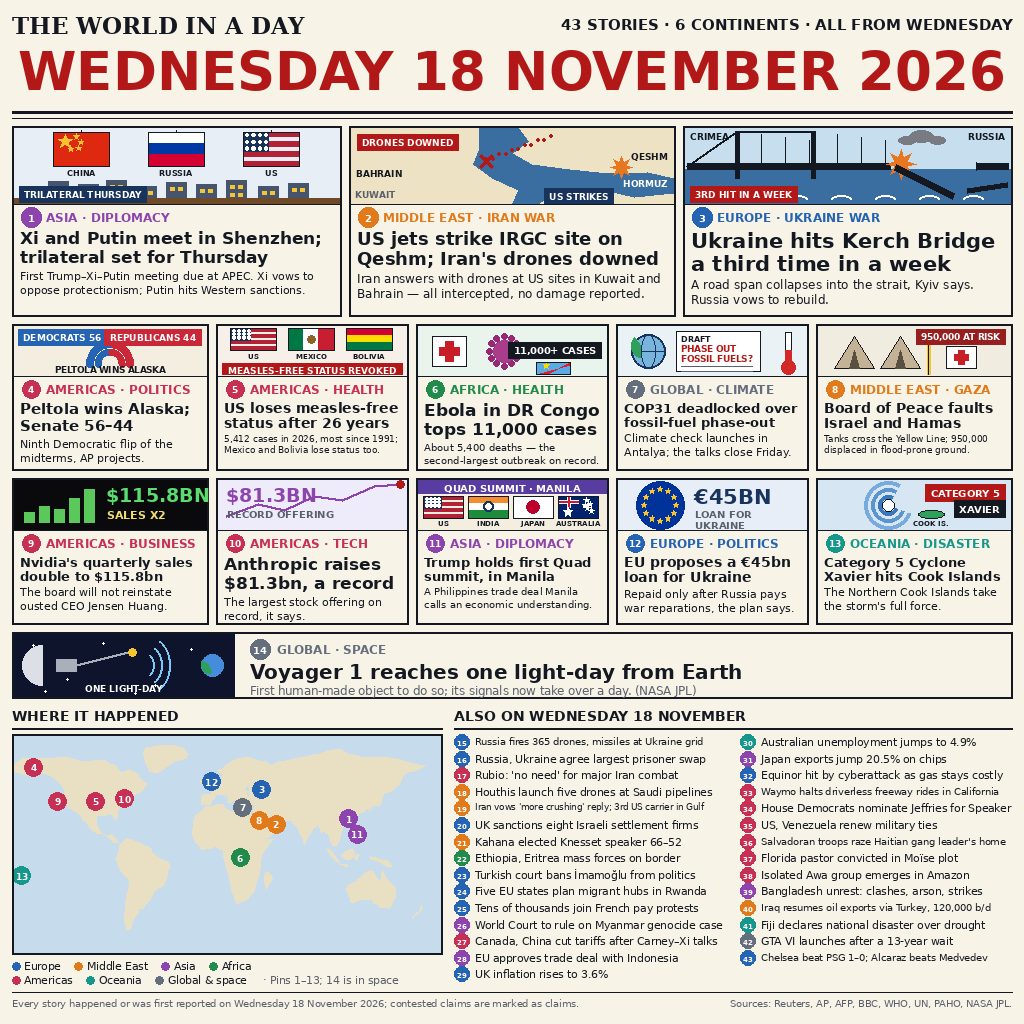 THE WORLD IN A DAY
43 STORIES · 6 CONTINENTS · ALL FROM WEDNESDAY
WEDNESDAY 18 NOVEMBER 2026
CHINA
RUSSIA
US
TRILATERAL THURSDAY
1 ASIA · DIPLOMACY
Xi and Putin meet in Shenzhen;
trilateral set for Thursday
First Trump–Xi–Putin meeting due at APEC. Xi vows to
oppose protectionism; Putin hits Western sanctions.
DRONES DOWNED
BAHRAIN
KUWAIT
QESHM
HORMUZ
US STRIKES
2 MIDDLE EAST · IRAN WAR
US jets strike IRGC site on
Qeshm; Iran's drones downed
Iran answers with drones at US sites in Kuwait and
Bahrain — all intercepted, no damage reported.
CRIMEA
RUSSIA
3RD HIT IN A WEEK
3 EUROPE · UKRAINE WAR
Ukraine hits Kerch Bridge
a third time in a week
A road span collapses into the strait, Kyiv says.
Russia vows to rebuild.
DEMOCRATS 56
REPUBLICANS 44
PELTOLA WINS ALASKA
4 AMERICAS · POLITICS
Peltola wins Alaska;
Senate 56–44
Ninth Democratic flip of the
midterms, AP projects.
US
MEXICO
BOLIVIA
MEASLES-FREE STATUS REVOKED
5 AMERICAS · HEALTH
US loses measles-free
status after 26 years
5,412 cases in 2026, most since 1991;
Mexico and Bolivia lose status too.
11,000+ CASES
6 AFRICA · HEALTH
Ebola in DR Congo
tops 11,000 cases
About 5,400 deaths — the
second-largest outbreak on record.
DRAFT
PHASE OUT
FOSSIL FUELS?
7 GLOBAL · CLIMATE
COP31 deadlocked over
fossil-fuel phase-out
Climate check launches in
Antalya; the talks close Friday.
950,000 AT RISK
8 MIDDLE EAST · GAZA
Board of Peace faults
Israel and Hamas
Tanks cross the Yellow Line; 950,000
displaced in flood-prone ground.
$115.8BN
SALES X2
9 AMERICAS · BUSINESS
Nvidia's quarterly sales
double to $115.8bn
The board will not reinstate
ousted CEO Jensen Huang.
$81.3BN
RECORD OFFERING
10 AMERICAS · TECH
Anthropic raises
$81.3bn, a record
The largest stock offering on
record, it says.
QUAD SUMMIT · MANILA
US
INDIA
JAPAN
AUSTRALIA
11 ASIA · DIPLOMACY
Trump holds first Quad
summit, in Manila
A Philippines trade deal Manila
calls an economic understanding.
€45BN
LOAN FOR
UKRAINE
12 EUROPE · POLITICS
EU proposes a €45bn
loan for Ukraine
Repaid only after Russia pays
war reparations, the plan says.
CATEGORY 5
XAVIER
COOK IS.
13 OCEANIA · DISASTER
Category 5 Cyclone
Xavier hits Cook Islands
The Northern Cook Islands take
the storm's full force.
ONE LIGHT-DAY
14 GLOBAL · SPACE
Voyager 1 reaches one light-day from Earth
First human-made object to do so; its signals now take over a day. (NASA JPL)
WHERE IT HAPPENED
4
9
5
10
12
3
7
8
2
1
11
6
13
Europe
Middle East
Asia
Africa
Americas
Oceania
Global & space
· Pins 1–13; 14 is in space
ALSO ON WEDNESDAY 18 NOVEMBER
15 Russia fires 365 drones, missiles at Ukraine grid
16 Russia, Ukraine agree largest prisoner swap
17 Rubio: 'no need' for major Iran combat
18 Houthis launch five drones at Saudi pipelines
19 Iran vows 'more crushing' reply; 3rd US carrier in Gulf
20 UK sanctions eight Israeli settlement firms
21 Kahana elected Knesset speaker 66–52
22 Ethiopia, Eritrea mass forces on border
23 Turkish court bans İmamoğlu from politics
24 Five EU states plan migrant hubs in Rwanda
25 Tens of thousands join French pay protests
26 World Court to rule on Myanmar genocide case
27 Canada, China cut tariffs after Carney–Xi talks
28 EU approves trade deal with Indonesia
29 UK inflation rises to 3.6%
30 Australian unemployment jumps to 4.9%
31 Japan exports jump 20.5% on chips
32 Equinor hit by cyberattack as gas stays costly
33 Waymo halts driverless freeway rides in California
34 House Democrats nominate Jeffries for Speaker
35 US, Venezuela renew military ties
36 Salvadoran troops raze Haitian gang leader's home
37 Florida pastor convicted in Moïse plot
38 Isolated Awa group emerges in Amazon
39 Bangladesh unrest: clashes, arson, strikes
40 Iraq resumes oil exports via Turkey, 120,000 b/d
41 Fiji declares national disaster over drought
42 GTA VI launches after a 13-year wait
43 Chelsea beat PSG 1–0; Alcaraz beats Medvedev
Every story happened or was first reported on Wednesday 18 November 2026; contested claims are marked as claims.
Sources: Reuters, AP, AFP, BBC, WHO, UN, PAHO, NASA JPL.